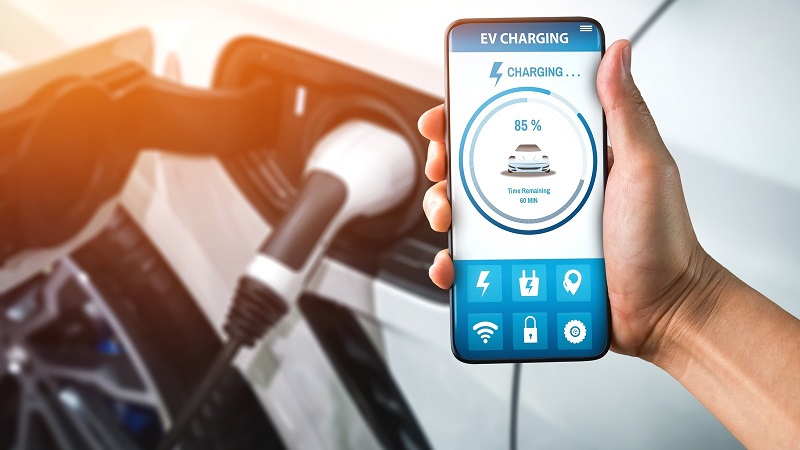 EV CHARGING
CHARGING...
85 %
Time Remaining
60 MIN